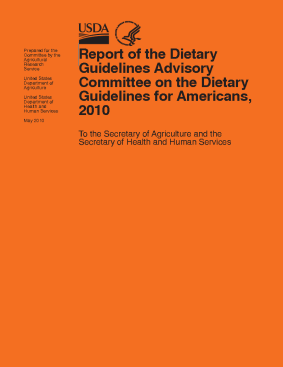 USDA
Prepared by the
Committee by the
Agricultural
Research
Service
United States
Department of
Agriculture
United States
Department of
Health and
Human Services
May 2010
Report of the Dietary
Guidelines Advisory
Committee on the Dietary
Guidelines for Americans,
2010
To the Secretary of Agriculture and the
Secretary of Health and Human Services